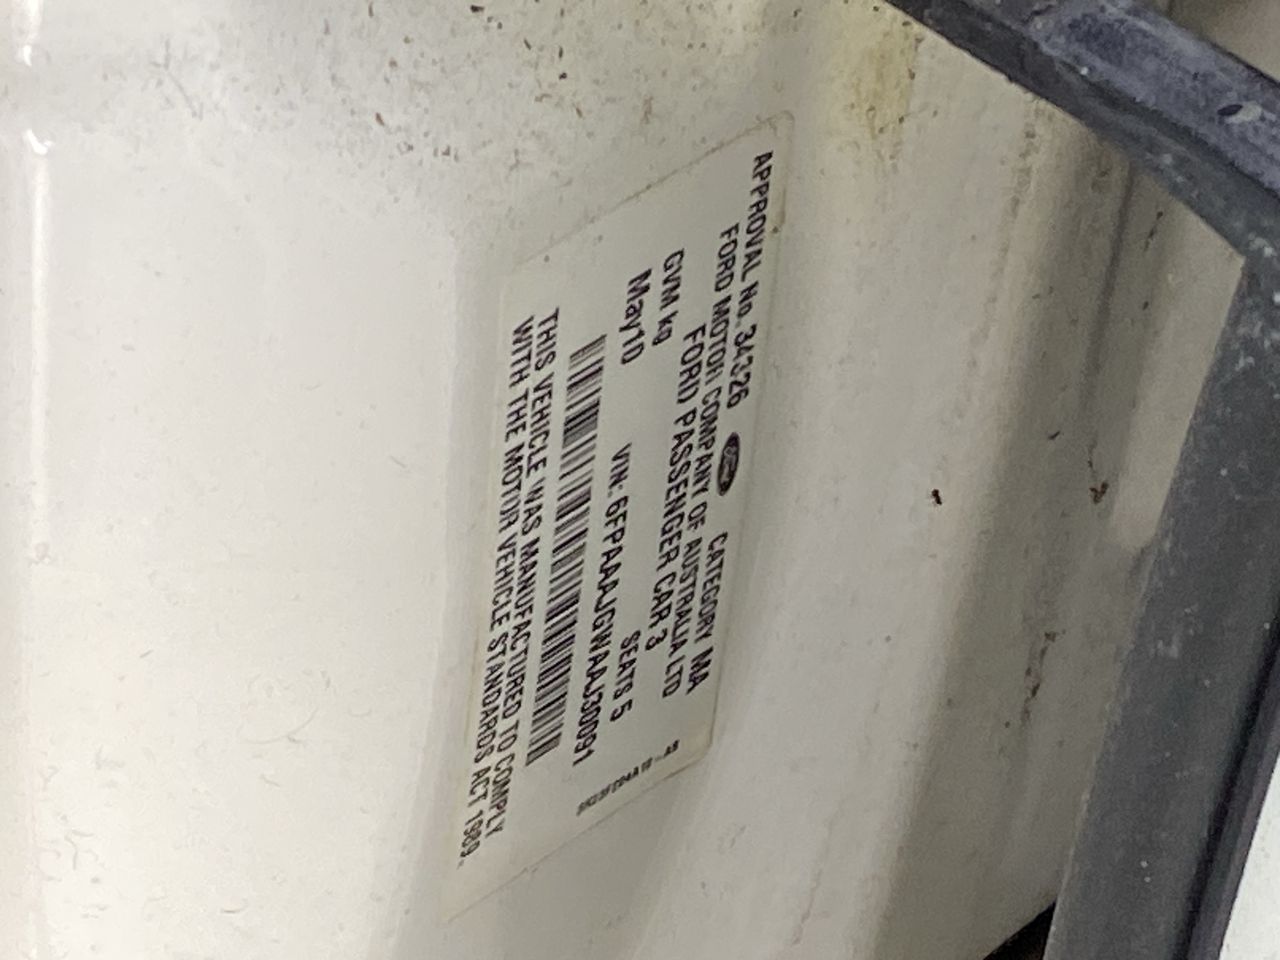 APPROVAL No. 34326 Ford CATEGORY MA
FORD MOTOR COMPANY OF AUSTRALIA LTD
FORD PASSENGER CAR 3
GVM kg SEATS 5
May10 VIN: 6FPAAAJGWAAJ30091
THIS VEHICLE WAS MANUFACTURED TO COMPLY
WITH THE MOTOR VEHICLE STANDARDS ACT 1989.